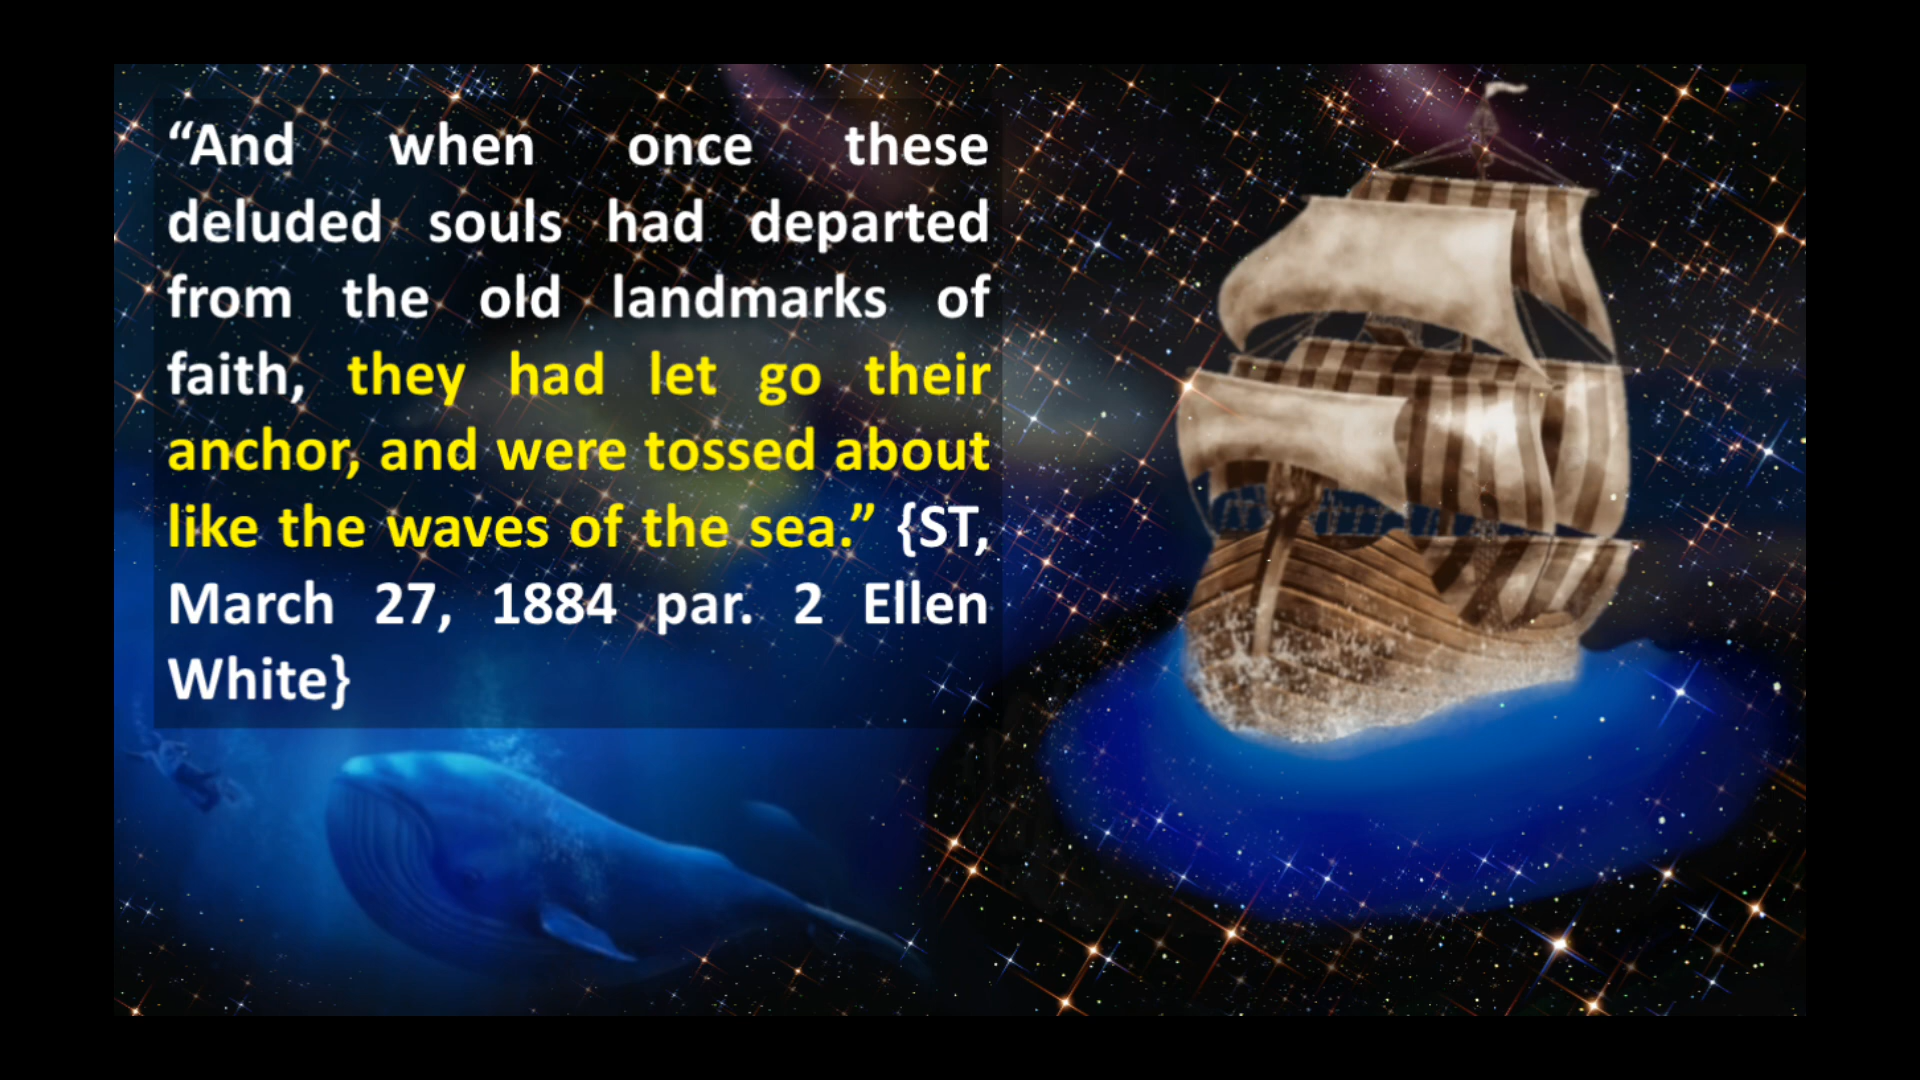 “And when once these
deluded souls had departed
from the old landmarks of
faith, they had let go their
anchor, and were tossed about
like the waves of the sea.” {ST,
March 27, 1884 par. 2 Ellen
White}